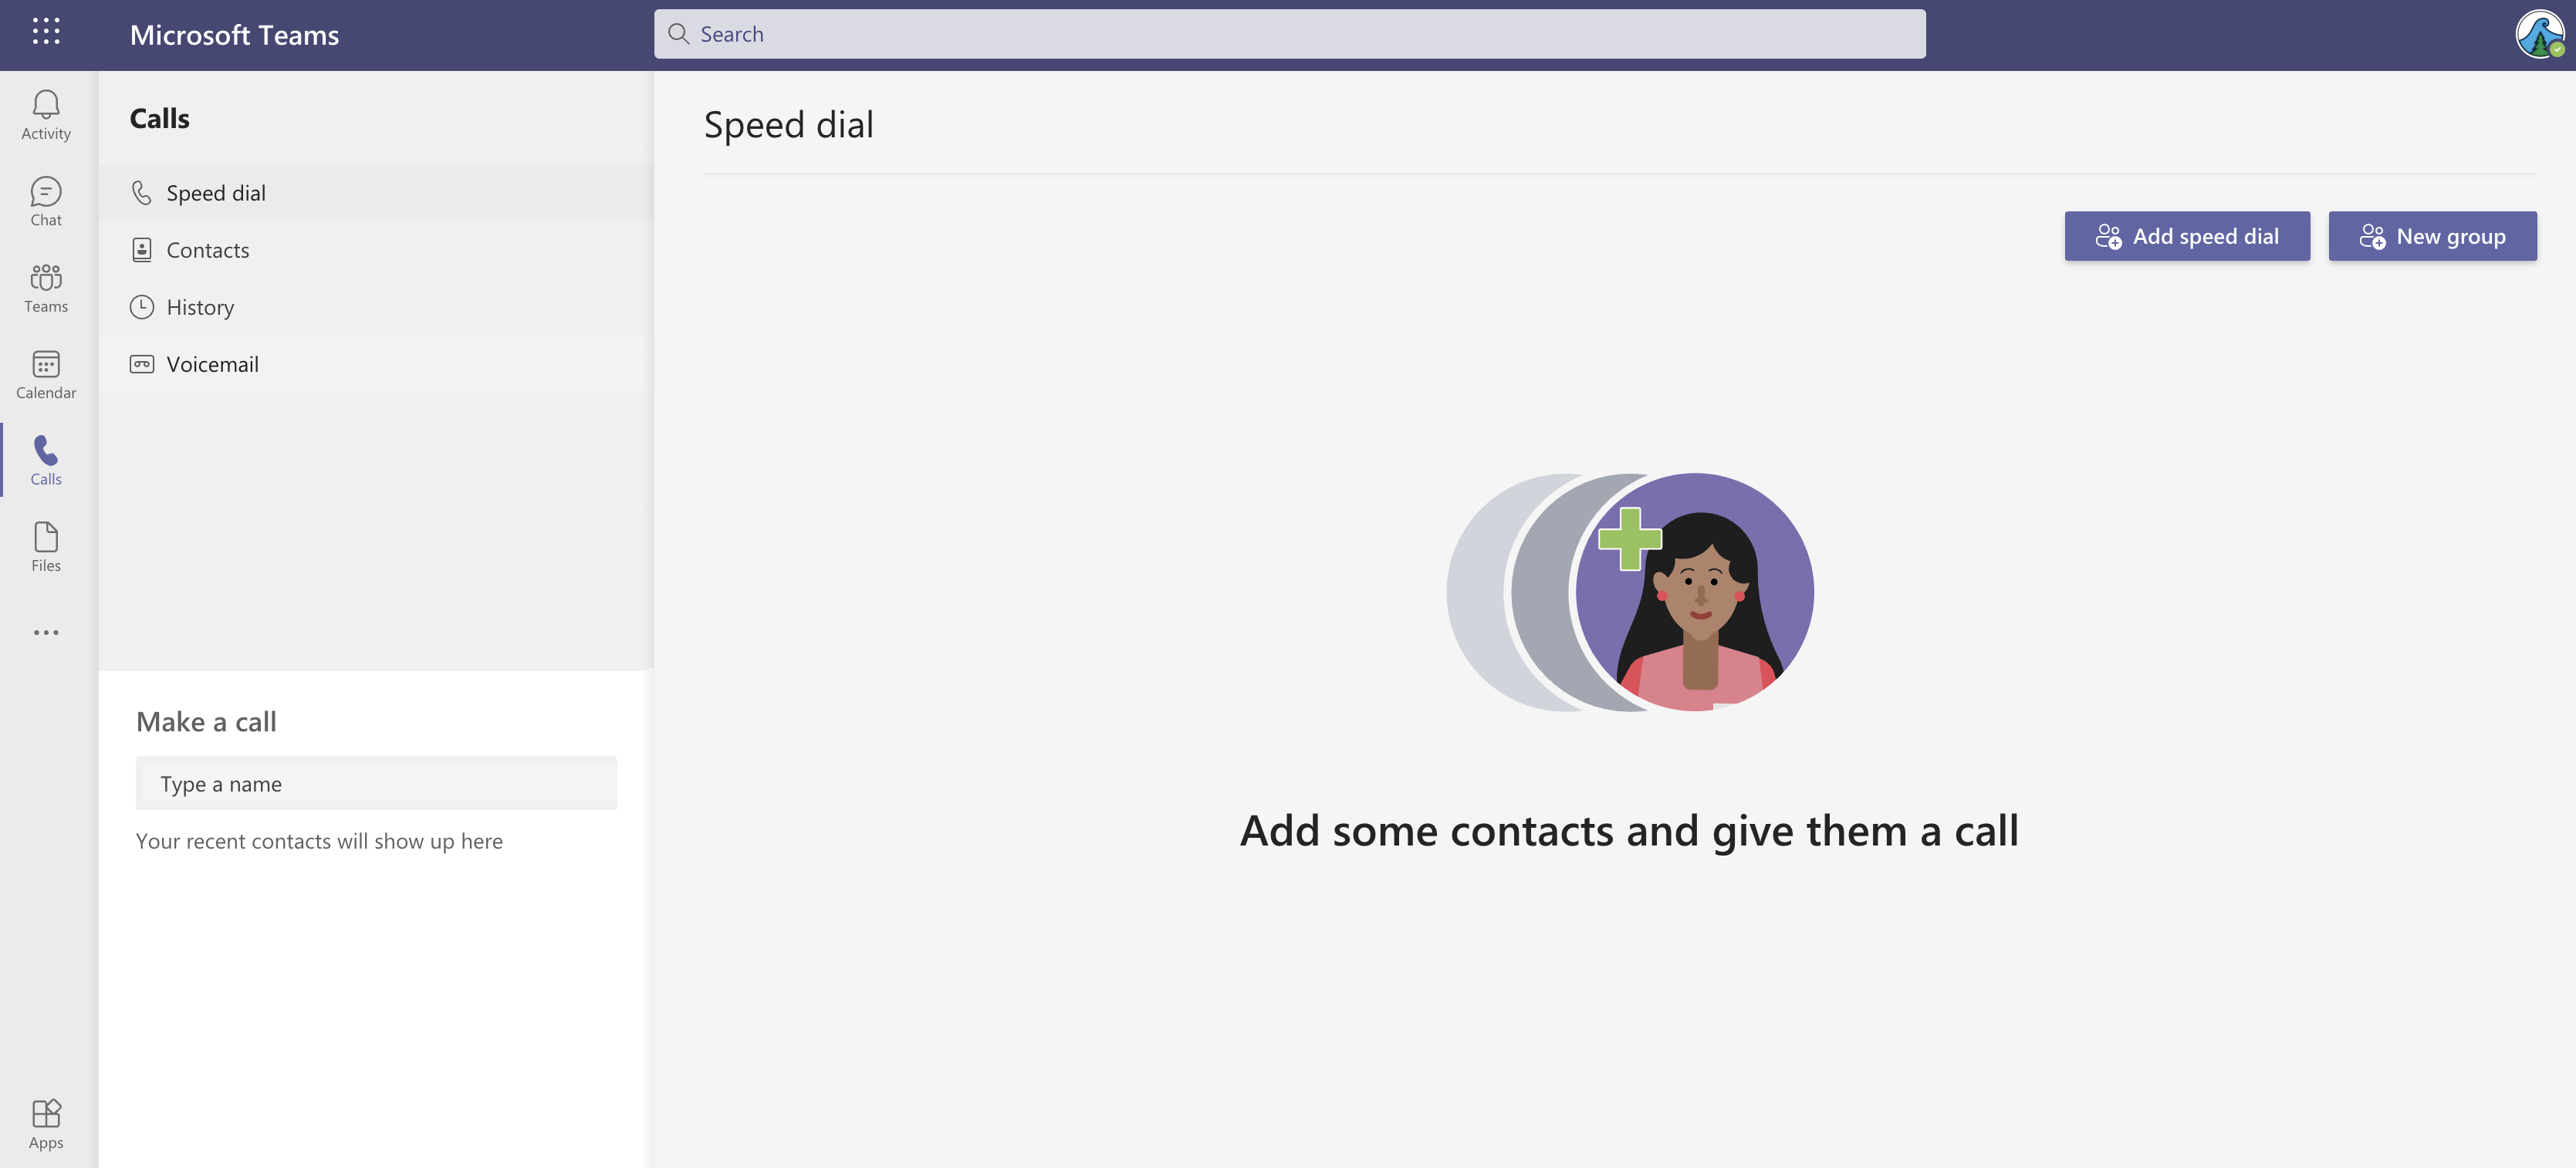 Microsoft Teams
Search
Activity
Chat
Teams
Calendar
Calls
Files
Apps
Calls
Speed dial
Contacts
History
Voicemail
Make a call
Type a name
Your recent contacts will show up here
Speed dial
Add speed dial
New group
Add some contacts and give them a call